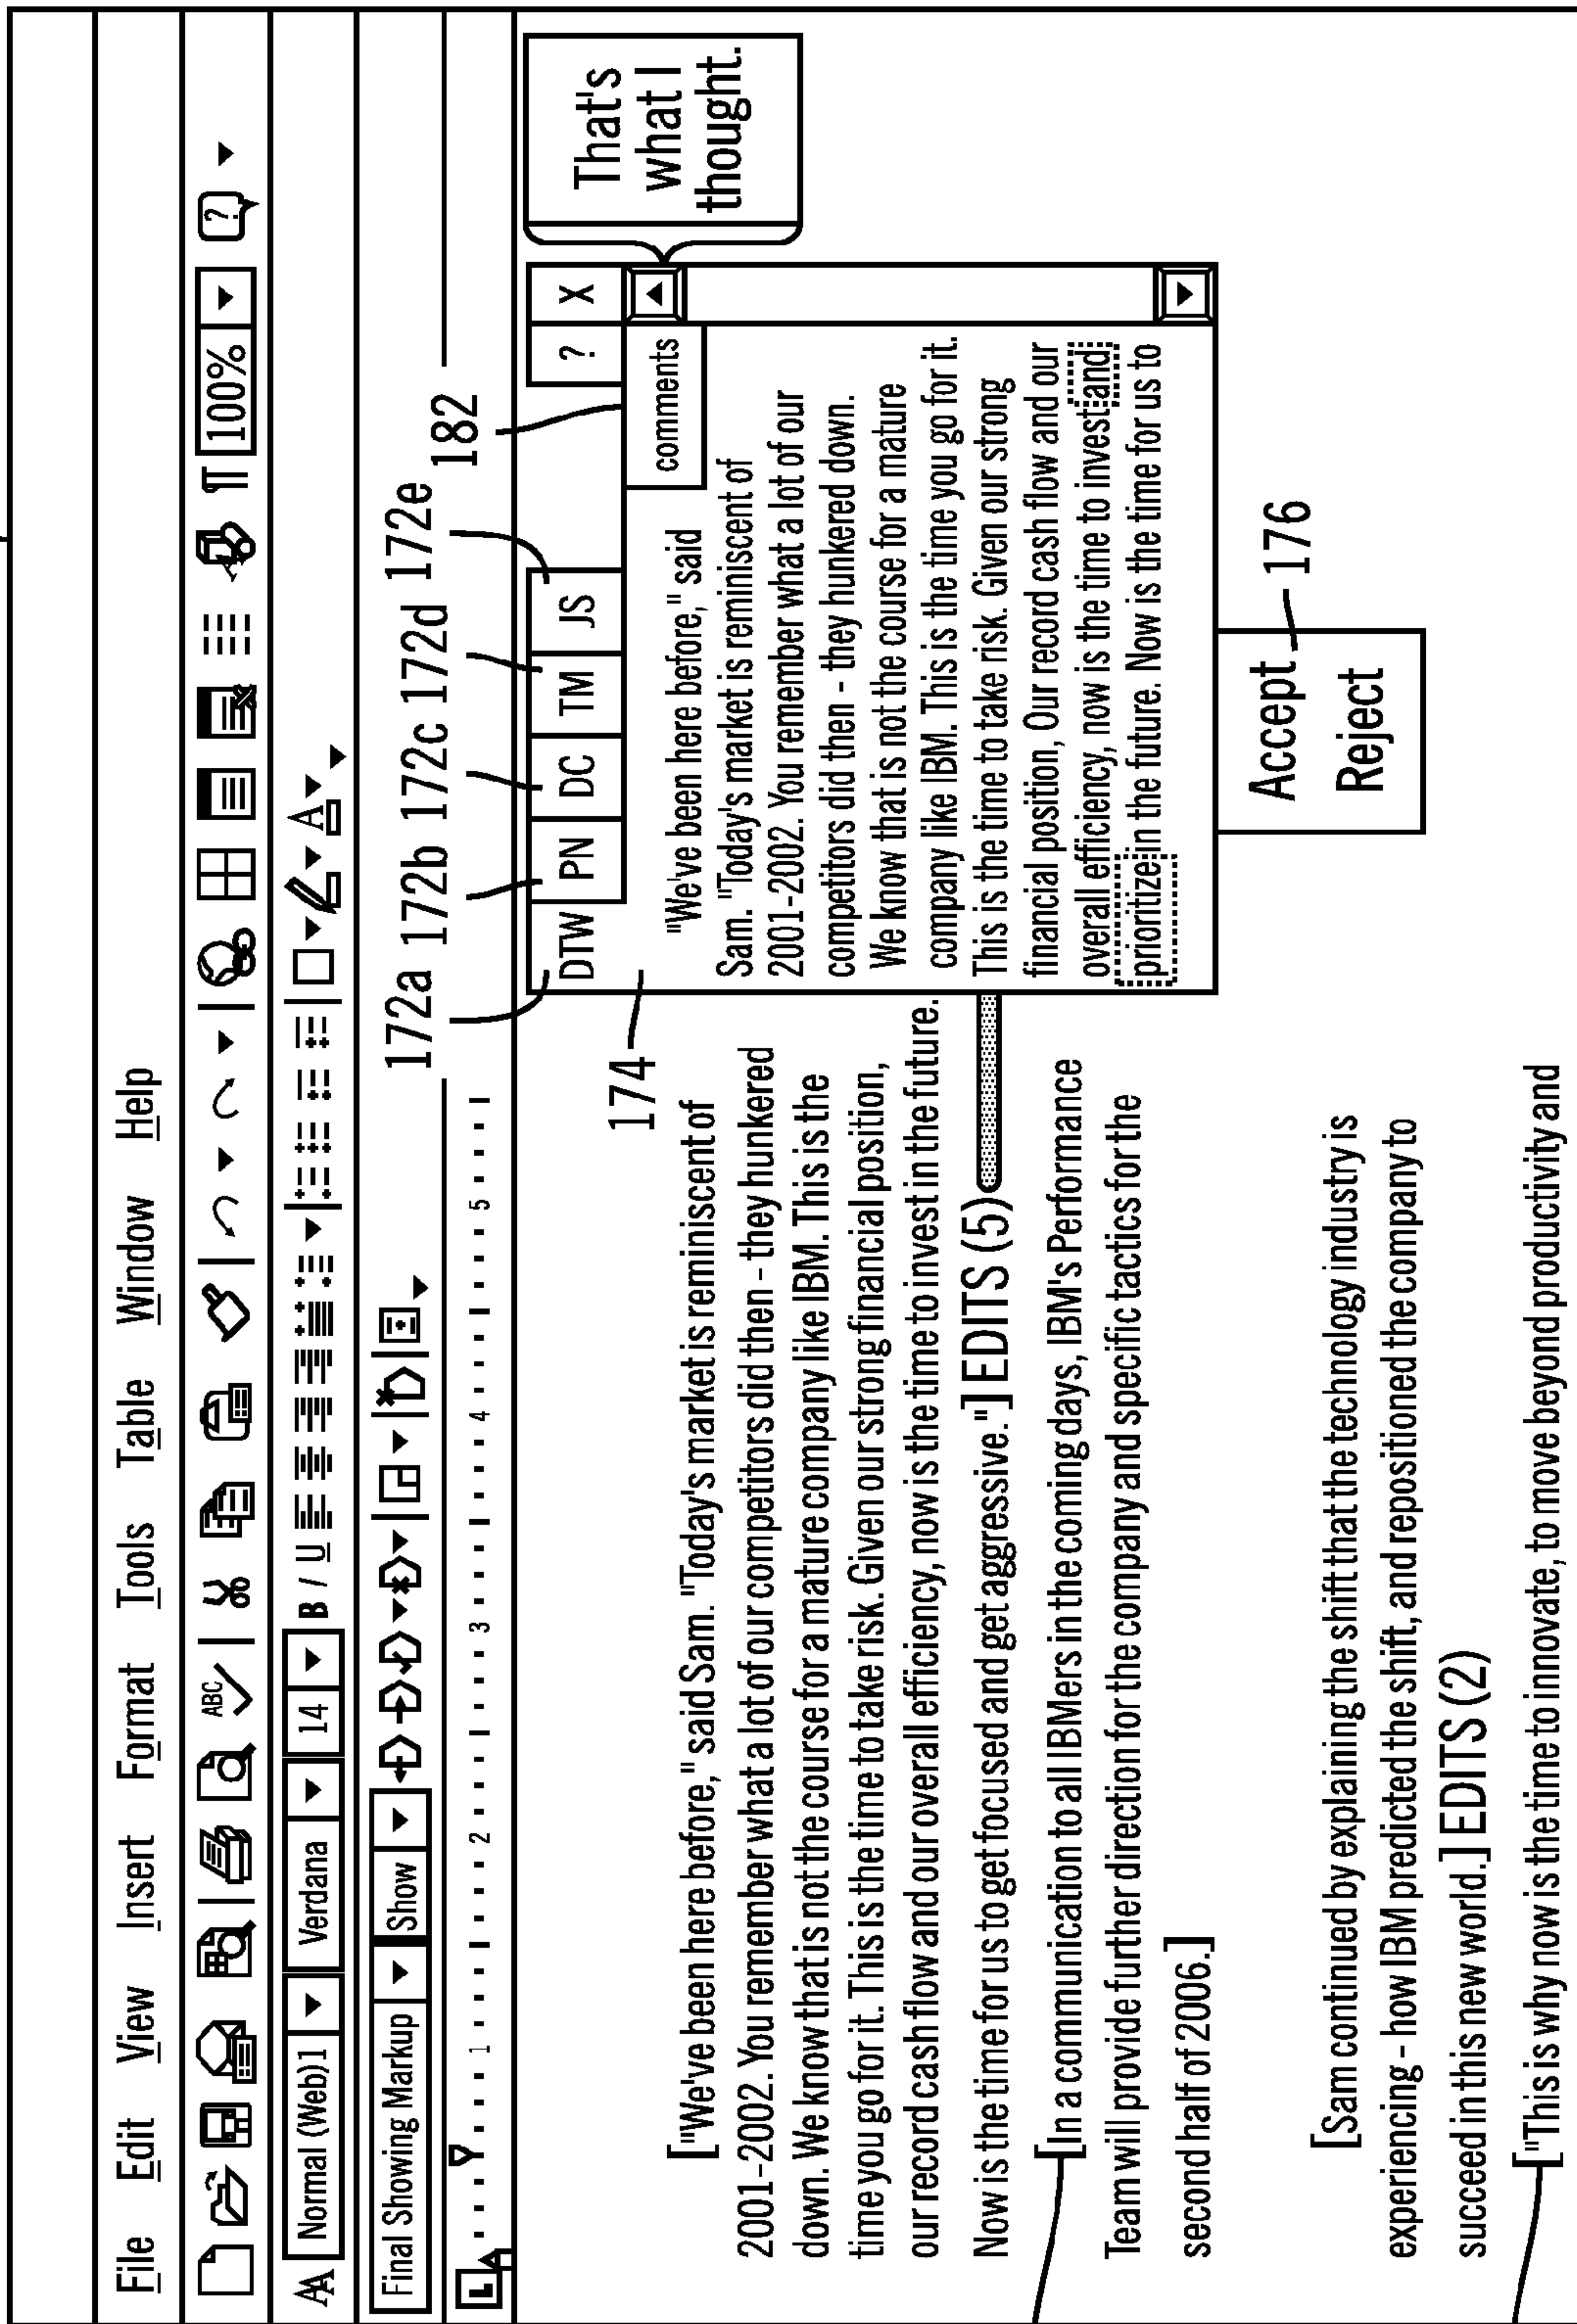 File Edit View Insert Format Tools Table Window Help
ABC 100% ?
AA Normal (Web)1 Verdana 14 B I U A
Final Showing Markup Show
L 1 2 3 4 5
172a 172b 172c 172d 172e 182
DTW PN DC TM JS ? X
comments
That's
what I
thought.
174
"We've been here before," said
Sam. "Today's market is reminiscent of
2001-2002. You remember what a lot of our
competitors did then - they hunkered down.
We know that is not the course for a mature
company like IBM. This is the time you go for it.
This is the time to take risk. Given our strong
financial position, Our record cash flow and our
overall efficiency, now is the time to invest and
prioritize in the future. Now is the time for us to
Accept
Reject
176
["We've been here before," said Sam. "Today's market is reminiscent of
2001-2002. You remember what a lot of our competitors did then - they hunkered
down. We know that is not the course for a mature company like IBM. This is the
time you go for it. This is the time to take risk. Given our strong financial position,
our record cash flow and our overall efficiency, now is the time to invest in the future.
Now is the time for us to get focused and get aggressive."] EDITS (5)
[In a communication to all IBMers in the coming days, IBM's Performance
Team will provide further direction for the company and specific tactics for the
second half of 2006.]
[Sam continued by explaining the shift that the technology industry is
experiencing - how IBM predicted the shift, and repositioned the company to
succeed in this new world.] EDITS (2)
["This is why now is the time to innovate, to move beyond productivity and